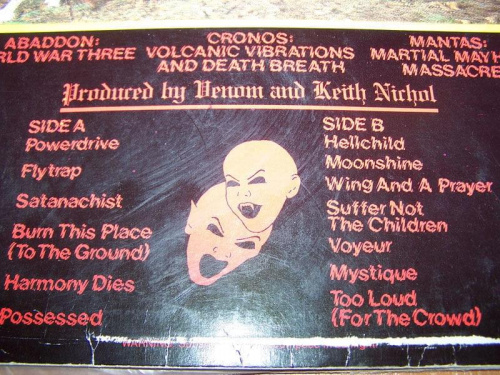 ABADDON:
RLD WAR THREE
CRONOS:
VOLCANIC VIBRATIONS
AND DEATH BREATH
MANTAS:
MARTIAL MAYH
MASSACRE
Produced by Venom and Keith Nichol
SIDE A
Powerdrive
Flytrap
Satanachist
Burn This Place
(To The Ground)
Harmony Dies
Possessed
SIDE B
Hellchild
Moonshine
Wing And A Prayer
Suffer Not
The Children
Voyeur
Mystique
Too Loud
(For The Crowd)
WARNING